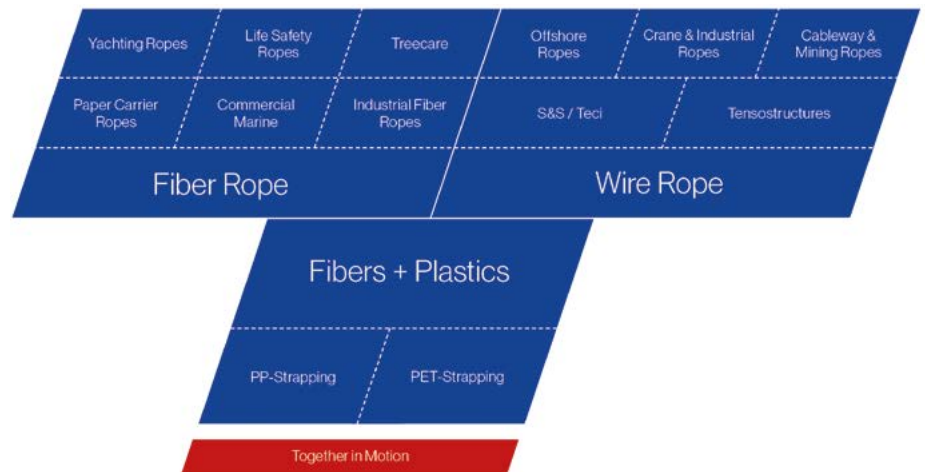 Yachting Ropes
Life Safety
Ropes
Treecare
Offshore
Ropes
Crane & Industrial
Ropes
Cableway &
Mining Ropes
Paper Carrier
Ropes
Commercial
Marine
Industrial Fiber
Ropes
S&S / Teci
Tensostructures
Fiber Rope
Wire Rope
Fibers + Plastics
PP-Strapping
PET-Strapping
Together in Motion